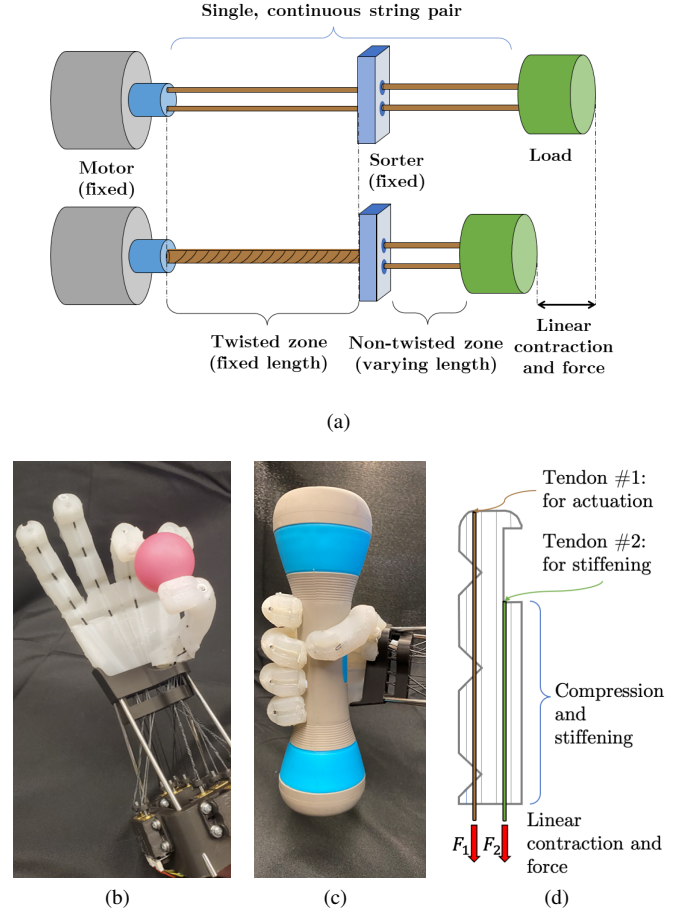 Single, continuous string pair
Motor
(fixed)
Sorter
(fixed)
Load
Twisted zone
(fixed length)
Non-twisted zone
(varying length)
Linear
contraction
and force
(a)
Tendon #1:
for actuation
Tendon #2:
for stiffening
Compression
and
stiffening
F₁
F₂
Linear
contraction and
force
(b)
(c)
(d)